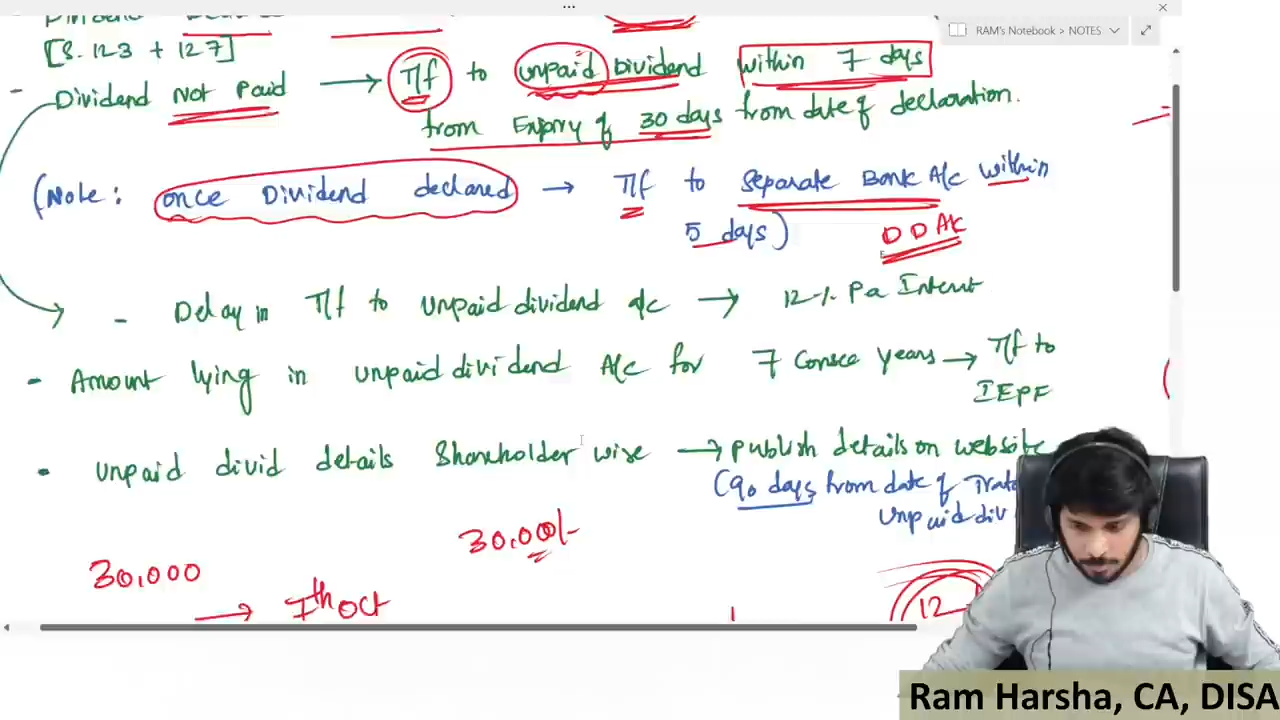 RAM's Notebook > NOTES
[S. 123 + 127]
- Dividend Not Paid → T/f to unpaid Dividend within 7 days
from Expiry of 30 days from date of declaration.
(Note: once Dividend declared → T/f to Separate Bank A/c within
5 days)
D D A/c
- Delay in T/f to unpaid dividend a/c → 12% Pa Interest
- Amount lying in unpaid dividend A/c for 7 Consec years → T/f to
IEPF
• unpaid divid details Shareholder wise → publish details on website
(90 days from date of
unpaid div
30,000/-
30,000
→ 7th Oct
12
Ram Harsha, CA, DISA